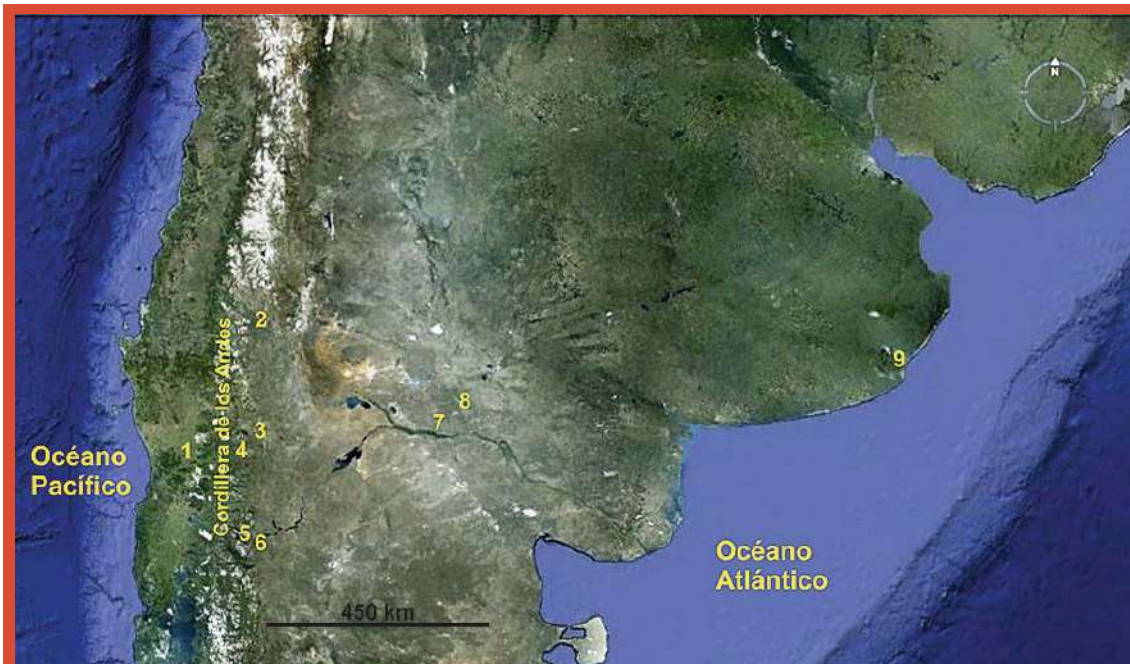 N
2
Cordillera de los Andes
9
8
7
3
1
4
Océano
Pacífico
5
6
Océano
Atlántico
450 km